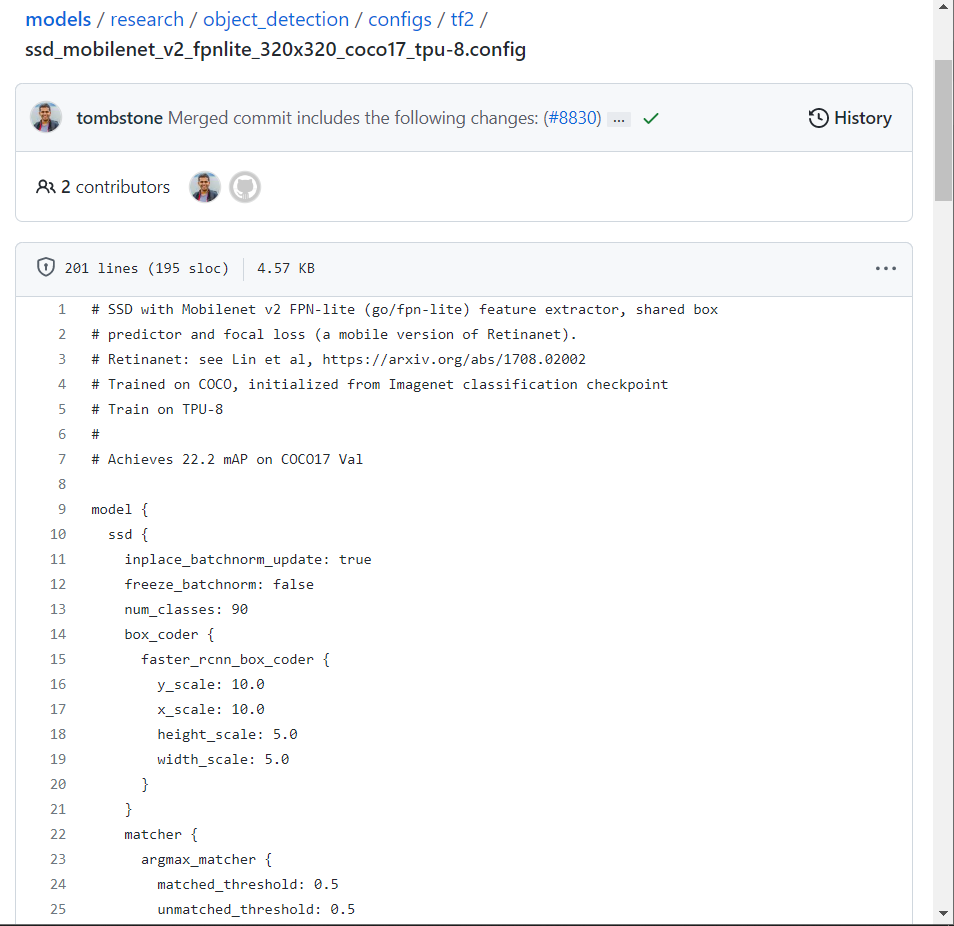 models / research / object_detection / configs / tf2 /
ssd_mobilenet_v2_fpnlite_320x320_coco17_tpu-8.config
tombstone Merged commit includes the following changes: (#8830) ... History
2 contributors
201 lines (195 sloc) 4.57 KB
1 # SSD with Mobilenet v2 FPN-lite (go/fpn-lite) feature extractor, shared box
2 # predictor and focal loss (a mobile version of Retinanet).
3 # Retinanet: see Lin et al, https://arxiv.org/abs/1708.02002
4 # Trained on COCO, initialized from Imagenet classification checkpoint
5 # Train on TPU-8
6 #
7 # Achieves 22.2 mAP on COCO17 Val
8
9 model {
10 ssd {
11 inplace_batchnorm_update: true
12 freeze_batchnorm: false
13 num_classes: 90
14 box_coder {
15 faster_rcnn_box_coder {
16 y_scale: 10.0
17 x_scale: 10.0
18 height_scale: 5.0
19 width_scale: 5.0
20 }
21 }
22 matcher {
23 argmax_matcher {
24 matched_threshold: 0.5
25 unmatched_threshold: 0.5